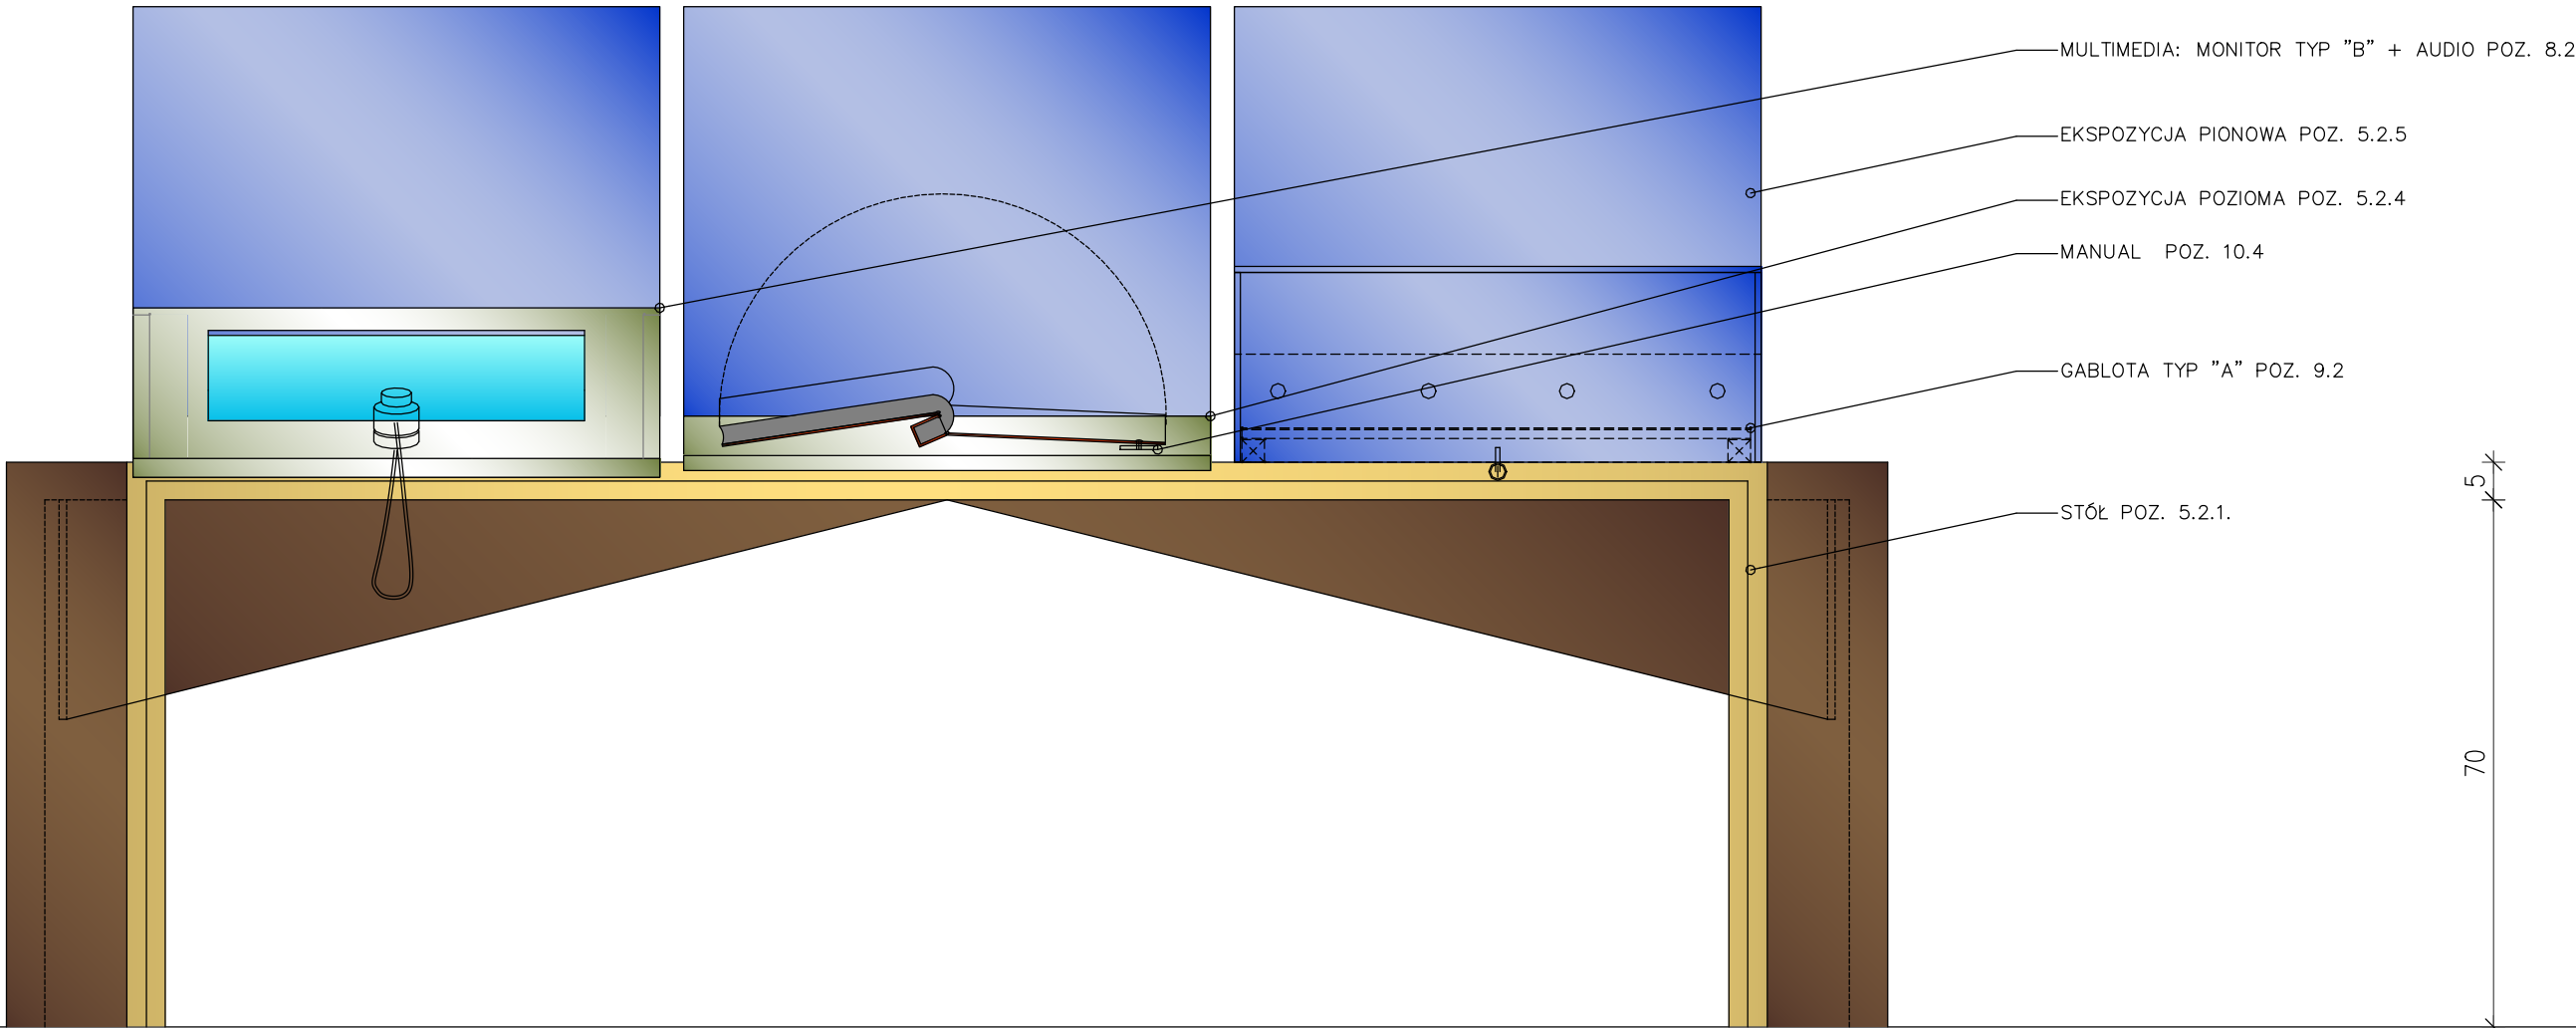 MULTIMEDIA: MONITOR TYP "B" + AUDIO POZ. 8.2
EKSPOZYCJA PIONOWA POZ. 5.2.5
EKSPOZYCJA POZIOMA POZ. 5.2.4
MANUAL POZ. 10.4
GABLOTA TYP "A" POZ. 9.2
5
STÓŁ POZ. 5.2.1.
70